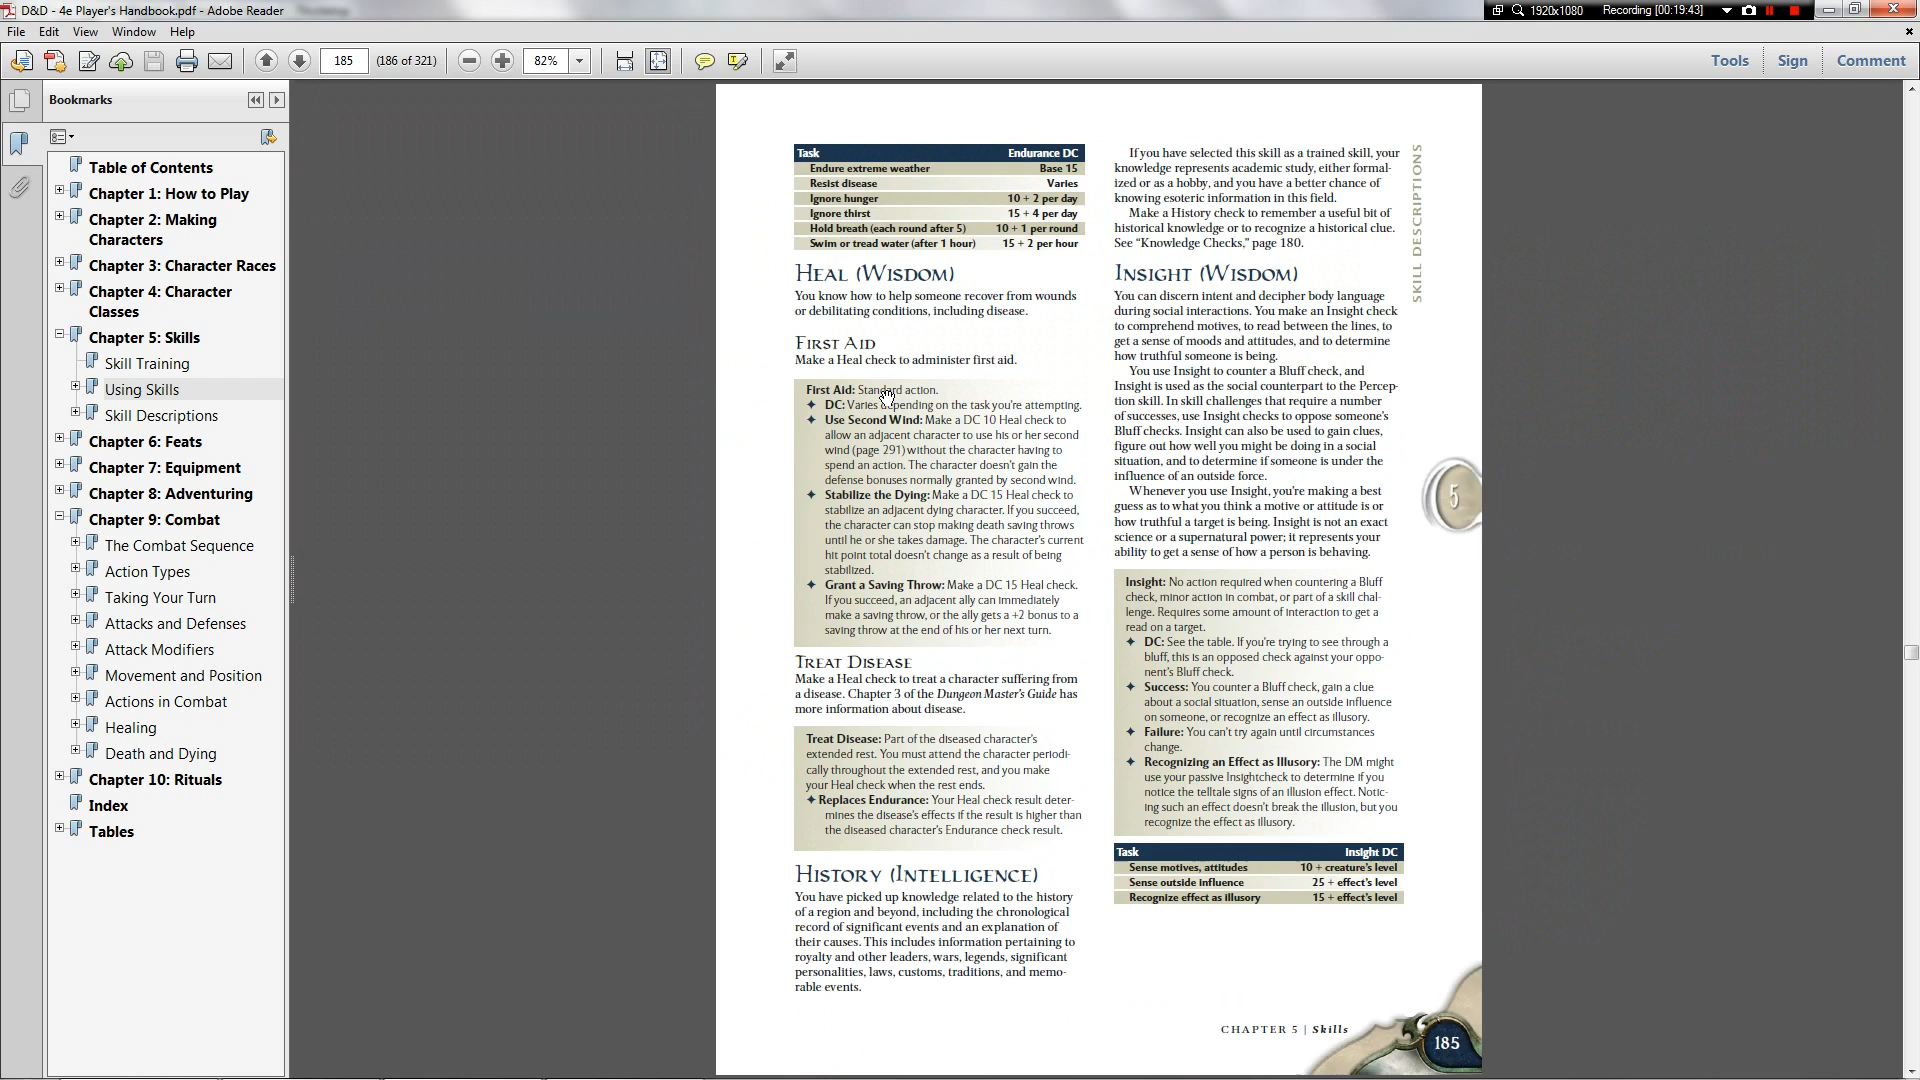 D&D - 4e Player's Handbook.pdf - Adobe Reader
1920x1080
Recording [00:19:43]
File Edit View Window Help
185
(186 of 321)
82%
Tools
Sign
Comment
Bookmarks
Table of Contents
Chapter 1: How to Play
Chapter 2: Making
Characters
Chapter 3: Character Races
Chapter 4: Character
Classes
Chapter 5: Skills
Skill Training
Using Skills
Skill Descriptions
Chapter 6: Feats
Chapter 7: Equipment
Chapter 8: Adventuring
Chapter 9: Combat
The Combat Sequence
Action Types
Taking Your Turn
Attacks and Defenses
Attack Modifiers
Movement and Position
Actions in Combat
Healing
Death and Dying
Chapter 10: Rituals
Index
Tables
Task Endurance DC
Endure extreme weather Base 15
Resist disease Varies
Ignore hunger 10 + 2 per day
Ignore thirst 15 + 4 per day
Hold breath (each round after 5) 10 + 1 per round
Swim or tread water (after 1 hour) 15 + 2 per hour
HEAL (WISDOM)
You know how to help someone recover from wounds
or debilitating conditions, including disease.
FIRST AID
Make a Heal check to administer first aid.
First Aid: Standard action.
✦ DC: Varies depending on the task you're attempting.
✦ Use Second Wind: Make a DC 10 Heal check to
allow an adjacent character to use his or her second
wind (page 291) without the character having to
spend an action. The character doesn't gain the
defense bonuses normally granted by second wind.
✦ Stabilize the Dying: Make a DC 15 Heal check to
stabilize an adjacent dying character. If you succeed,
the character can stop making death saving throws
until he or she takes damage. The character's current
hit point total doesn't change as a result of being
stabilized.
✦ Grant a Saving Throw: Make a DC 15 Heal check.
If you succeed, an adjacent ally can immediately
make a saving throw, or the ally gets a +2 bonus to a
saving throw at the end of his or her next turn.
TREAT DISEASE
Make a Heal check to treat a character suffering from
a disease. Chapter 3 of the Dungeon Master's Guide has
more information about disease.
Treat Disease: Part of the diseased character's
extended rest. You must attend the character periodi-
cally throughout the extended rest, and you make
your Heal check when the rest ends.
✦ Replaces Endurance: Your Heal check result deter-
mines the disease's effects if the result is higher than
the diseased character's Endurance check result.
HISTORY (INTELLIGENCE)
You have picked up knowledge related to the history
of a region and beyond, including the chronological
record of significant events and an explanation of
their causes. This includes information pertaining to
royalty and other leaders, wars, legends, significant
personalities, laws, customs, traditions, and memo-
rable events.
If you have selected this skill as a trained skill, your
knowledge represents academic study, either formal-
ized or as a hobby, and you have a better chance of
knowing esoteric information in this field.
Make a History check to remember a useful bit of
historical knowledge or to recognize a historical clue.
See “Knowledge Checks,” page 180.
INSIGHT (WISDOM)
You can discern intent and decipher body language
during social interactions. You make an Insight check
to comprehend motives, to read between the lines, to
get a sense of moods and attitudes, and to determine
how truthful someone is being.
You use Insight to counter a Bluff check, and
Insight is used as the social counterpart to the Percep-
tion skill. In skill challenges that require a number
of successes, use Insight checks to oppose someone's
Bluff checks. Insight can also be used to gain clues,
figure out how well you might be doing in a social
situation, and to determine if someone is under the
influence of an outside force.
Whenever you use Insight, you're making a best
guess as to what you think a motive or attitude is or
how truthful a target is being. Insight is not an exact
science or a supernatural power; it represents your
ability to get a sense of how a person is behaving.
Insight: No action required when countering a Bluff
check, minor action in combat, or part of a skill chal-
lenge. Requires some amount of interaction to get a
read on a target.
✦ DC: See the table. If you're trying to see through a
bluff, this is an opposed check against your oppo-
nent's Bluff check.
✦ Success: You counter a Bluff check, gain a clue
about a social situation, sense an outside influence
on someone, or recognize an effect as illusory.
✦ Failure: You can't try again until circumstances
change.
✦ Recognizing an Effect as Illusory: The DM might
use your passive Insightcheck to determine if you
notice the telltale signs of an illusion effect. Notic-
ing such an effect doesn't break the illusion, but you
recognize the effect as illusory.
Task Insight DC
Sense motives, attitudes 10 + creature's level
Sense outside influence 25 + effect's level
Recognize effect as illusory 15 + effect's level
SKILL DESCRIPTIONS
5
CHAPTER 5 | Skills
185